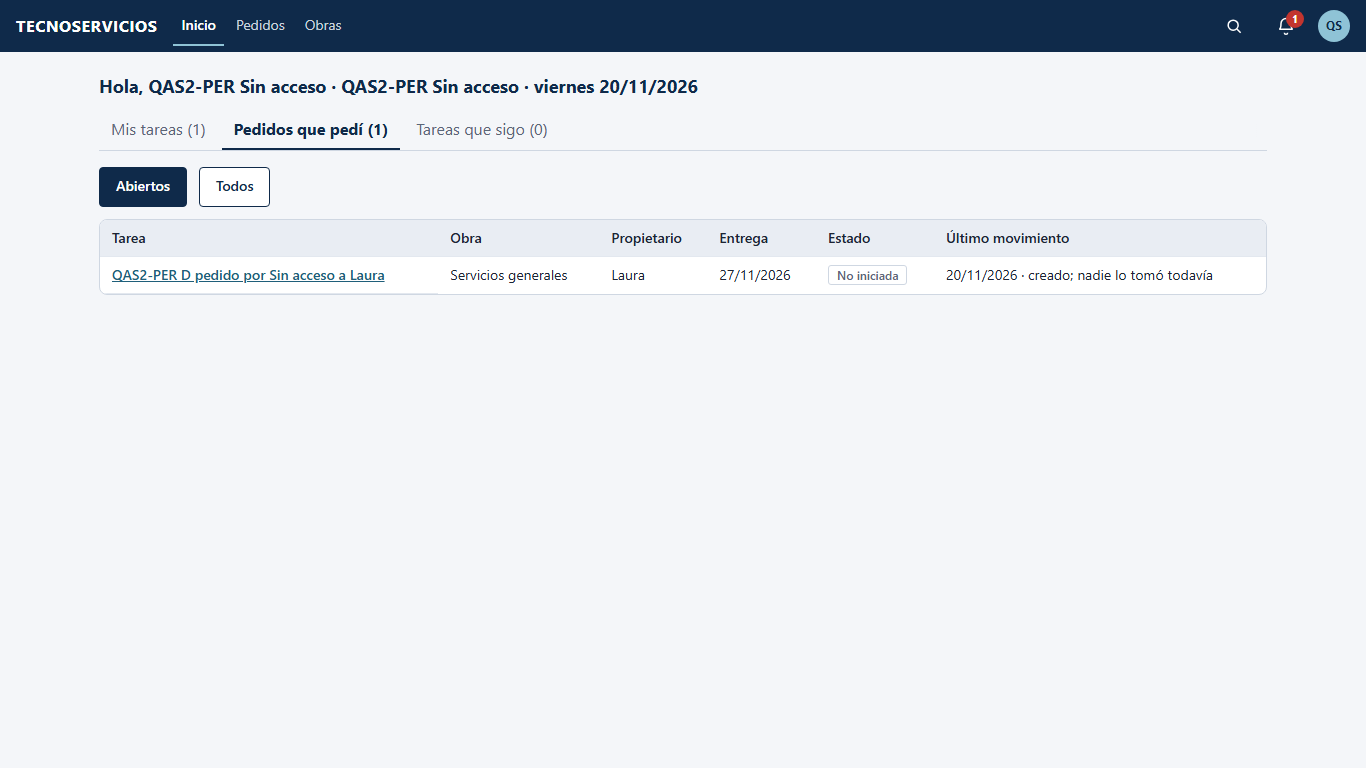 TECNOSERVICIOS Inicio Pedidos Obras 1 QS
Hola, QAS2-PER Sin acceso · QAS2-PER Sin acceso · viernes 20/11/2026
Mis tareas (1) Pedidos que pedí (1) Tareas que sigo (0)
Abiertos Todos
Tarea Obra Propietario Entrega Estado Último movimiento
QAS2-PER D pedido por Sin acceso a Laura Servicios generales Laura 27/11/2026 No iniciada 20/11/2026 · creado; nadie lo tomó todavía